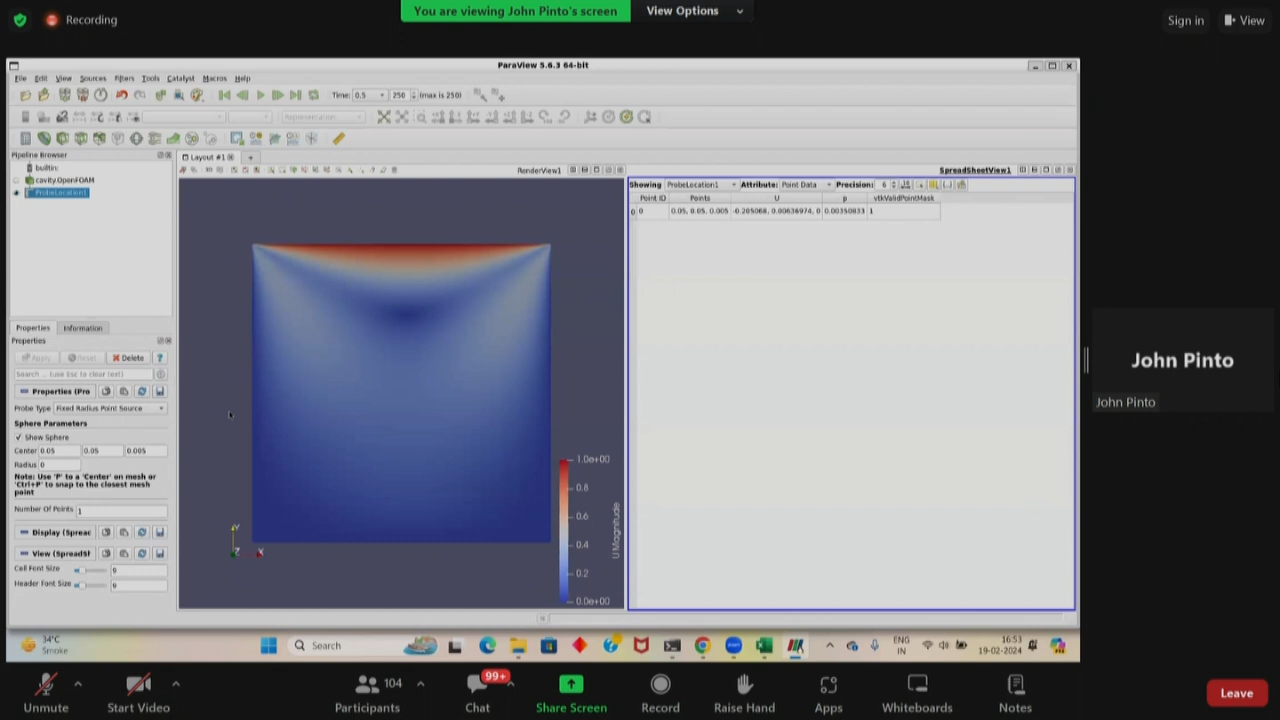 Recording
You are viewing John Pinto's screen
View Options
Sign in
View
ParaView 5.6.3 64-bit
File Edit View Sources Filters Tools Catalyst Macros Help
Time: 0.5 250 (max is 250)
Representation
Pipeline Browser
builtin:
cavity.OpenFOAM
ProbeLocation1
Layout #1
RenderView1
SpreadSheetView1
Showing ProbeLocation1 Attribute: Point Data Precision: 6
Point ID Points U p vtkValidPointMask
0 0 0.05, 0.05, 0.005 -0.205068, 0.00636974, 0 0.00350833 1
Properties Information
Properties
Apply Reset Delete ?
Search ... (use Esc to clear text)
Properties (Pro
Probe Type Fixed Radius Point Source
Sphere Parameters
Show Sphere
Center 0.05 0.05 0.005
Radius 0
Note: Use 'P' to a 'Center' on mesh or
'Ctrl+P' to snap to the closest mesh
point
Number Of Points 1
Display (Spreac
View (SpreadSh
Cell Font Size 9
Header Font Size 9
Y
Z X
1.0e+00
0.8
0.6
0.4
0.2
0.0e+00
U Magnitude
34°C
Smoke
Search
ENG
IN
16:53
19-02-2024
John Pinto
John Pinto
Unmute
Start Video
104
Participants
99+
Chat
Share Screen
Record
Raise Hand
Apps
Whiteboards
Notes
Leave